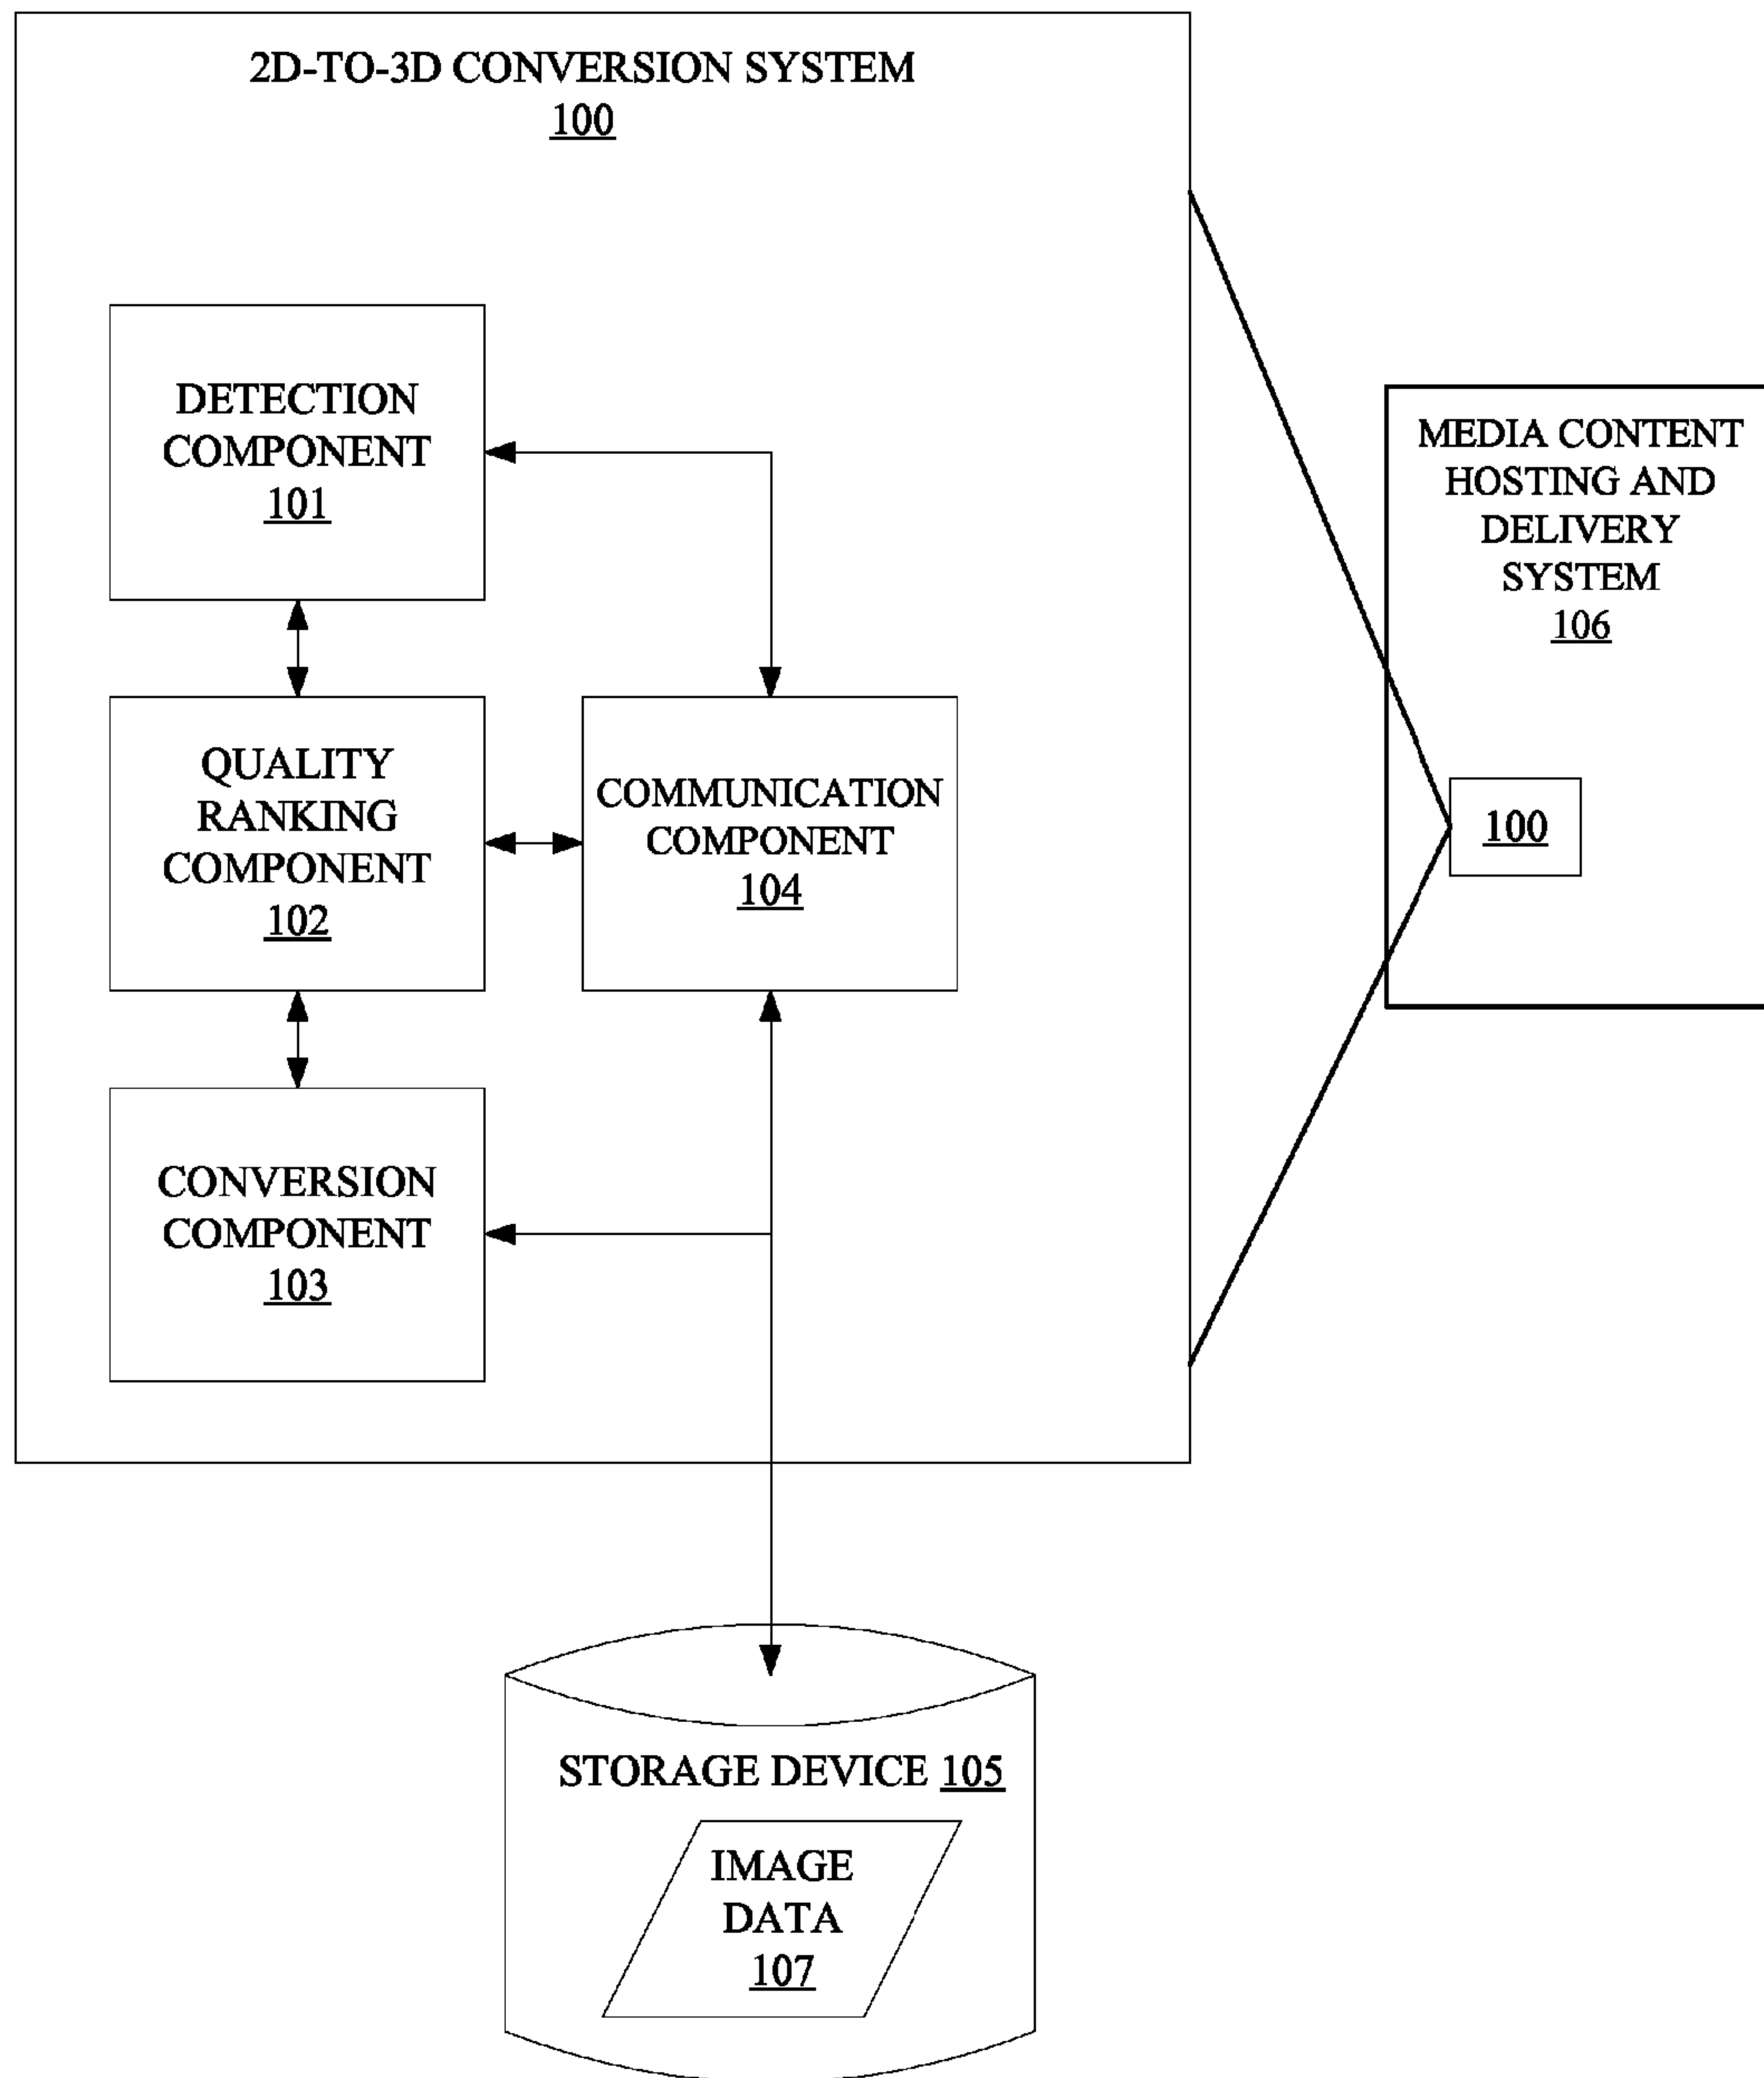 2D-TO-3D CONVERSION SYSTEM
100
DETECTION
COMPONENT
101
QUALITY
RANKING
COMPONENT
102
COMMUNICATION
COMPONENT
104
CONVERSION
COMPONENT
103
MEDIA CONTENT
HOSTING AND
DELIVERY
SYSTEM
106
100
STORAGE DEVICE 105
IMAGE
DATA
107